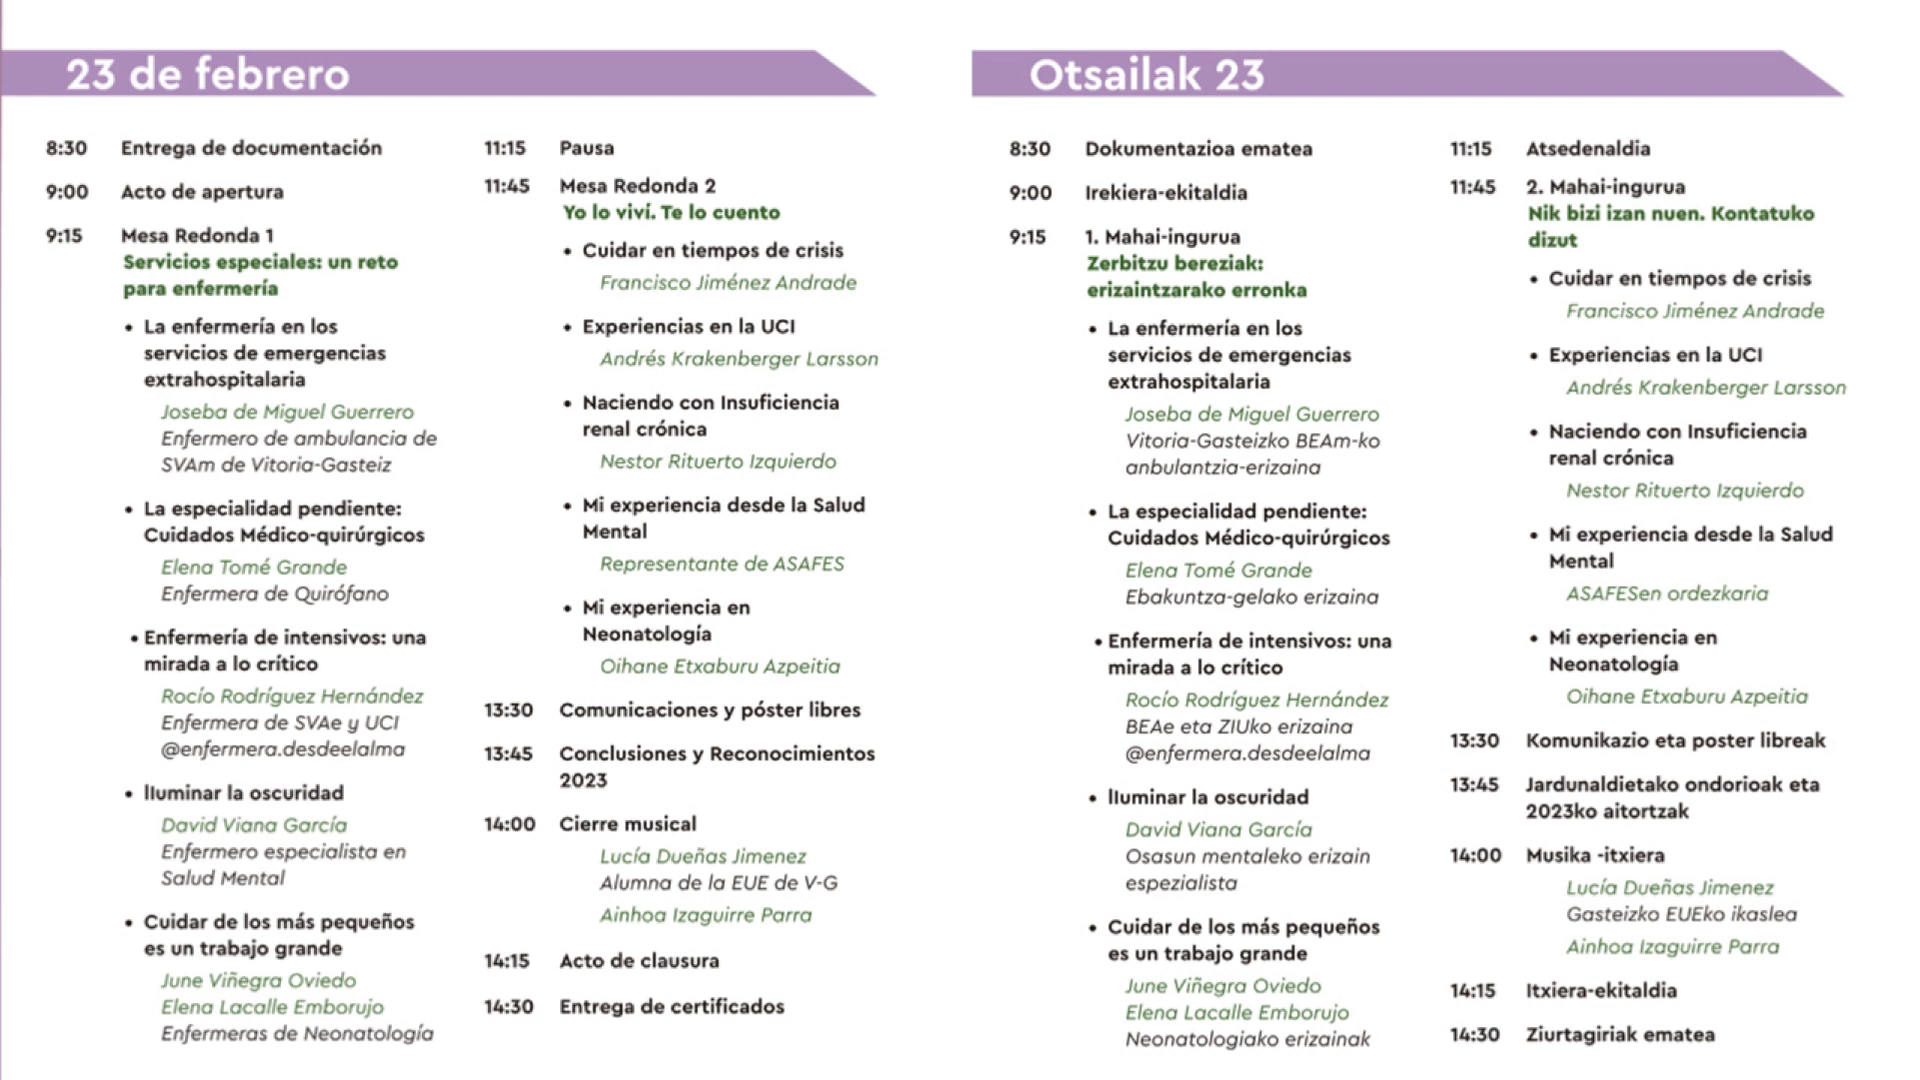 23 de febrero
8:30 Entrega de documentación
9:00 Acto de apertura
9:15 Mesa Redonda 1
Servicios especiales: un reto
para enfermería
• La enfermería en los
servicios de emergencias
extrahospitalaria
Joseba de Miguel Guerrero
Enfermero de ambulancia de
SVAm de Vitoria-Gasteiz
• La especialidad pendiente:
Cuidados Médico-quirúrgicos
Elena Tomé Grande
Enfermera de Quirófano
• Enfermería de intensivos: una
mirada a lo crítico
Rocío Rodríguez Hernández
Enfermera de SVAe y UCI
@enfermera.desdeelalma
• Iluminar la oscuridad
David Viana García
Enfermero especialista en
Salud Mental
• Cuidar de los más pequeños
es un trabajo grande
June Viñegra Oviedo
Elena Lacalle Emborujo
Enfermeras de Neonatología
11:15 Pausa
11:45 Mesa Redonda 2
Yo lo viví. Te lo cuento
• Cuidar en tiempos de crisis
Francisco Jiménez Andrade
• Experiencias en la UCI
Andrés Krakenberger Larsson
• Naciendo con Insuficiencia
renal crónica
Nestor Rituerto Izquierdo
• Mi experiencia desde la Salud
Mental
Representante de ASAFES
• Mi experiencia en
Neonatología
Oihane Etxaburu Azpeitia
13:30 Comunicaciones y póster libres
13:45 Conclusiones y Reconocimientos
2023
14:00 Cierre musical
Lucía Dueñas Jimenez
Alumna de la EUE de V-G
Ainhoa Izaguirre Parra
14:15 Acto de clausura
14:30 Entrega de certificados
Otsailak 23
8:30 Dokumentazioa ematea
9:00 Irekiera-ekitaldia
9:15 1. Mahai-ingurua
Zerbitzu bereziak:
erizaintzarako erronka
• La enfermería en los
servicios de emergencias
extrahospitalaria
Joseba de Miguel Guerrero
Vitoria-Gasteizko BEAm-ko
anbulantzia-erizaina
• La especialidad pendiente:
Cuidados Médico-quirúrgicos
Elena Tomé Grande
Ebakuntza-gelako erizaina
• Enfermería de intensivos: una
mirada a lo crítico
Rocío Rodríguez Hernández
BEAe eta ZIUko erizaina
@enfermera.desdeelalma
• Iluminar la oscuridad
David Viana García
Osasun mentaleko erizain
espezialista
• Cuidar de los más pequeños
es un trabajo grande
June Viñegra Oviedo
Elena Lacalle Emborujo
Neonatologiako erizainak
11:15 Atsedenaldia
11:45 2. Mahai-ingurua
Nik bizi izan nuen. Kontatuko
dizut
• Cuidar en tiempos de crisis
Francisco Jiménez Andrade
• Experiencias en la UCI
Andrés Krakenberger Larsson
• Naciendo con Insuficiencia
renal crónica
Nestor Rituerto Izquierdo
• Mi experiencia desde la Salud
Mental
ASAFESen ordezkaria
• Mi experiencia en
Neonatología
Oihane Etxaburu Azpeitia
13:30 Komunikazio eta poster libreak
13:45 Jardunaldietako ondorioak eta
2023ko aitortzak
14:00 Musika -itxiera
Lucía Dueñas Jimenez
Gasteizko EUEko ikaslea
Ainhoa Izaguirre Parra
14:15 Itxiera-ekitaldia
14:30 Ziurtagiriak ematea